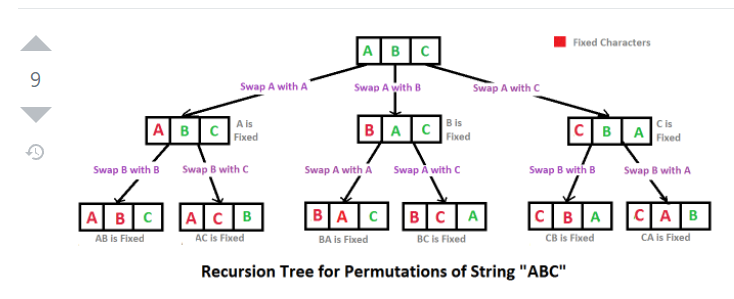 A B C
Fixed Characters
9
Swap A with A
Swap A with B
Swap A with C
A B C
A is
Fixed
B A C
B is
Fixed
C B A
C is
Fixed
Swap B with B
Swap B with C
Swap A with A
Swap A with C
Swap B with B
Swap B with A
A B C
A C B
B A C
B C A
C B A
C A B
AB is Fixed
AC is Fixed
BA is Fixed
BC is Fixed
CB is Fixed
CA is Fixed
Recursion Tree for Permutations of String "ABC"